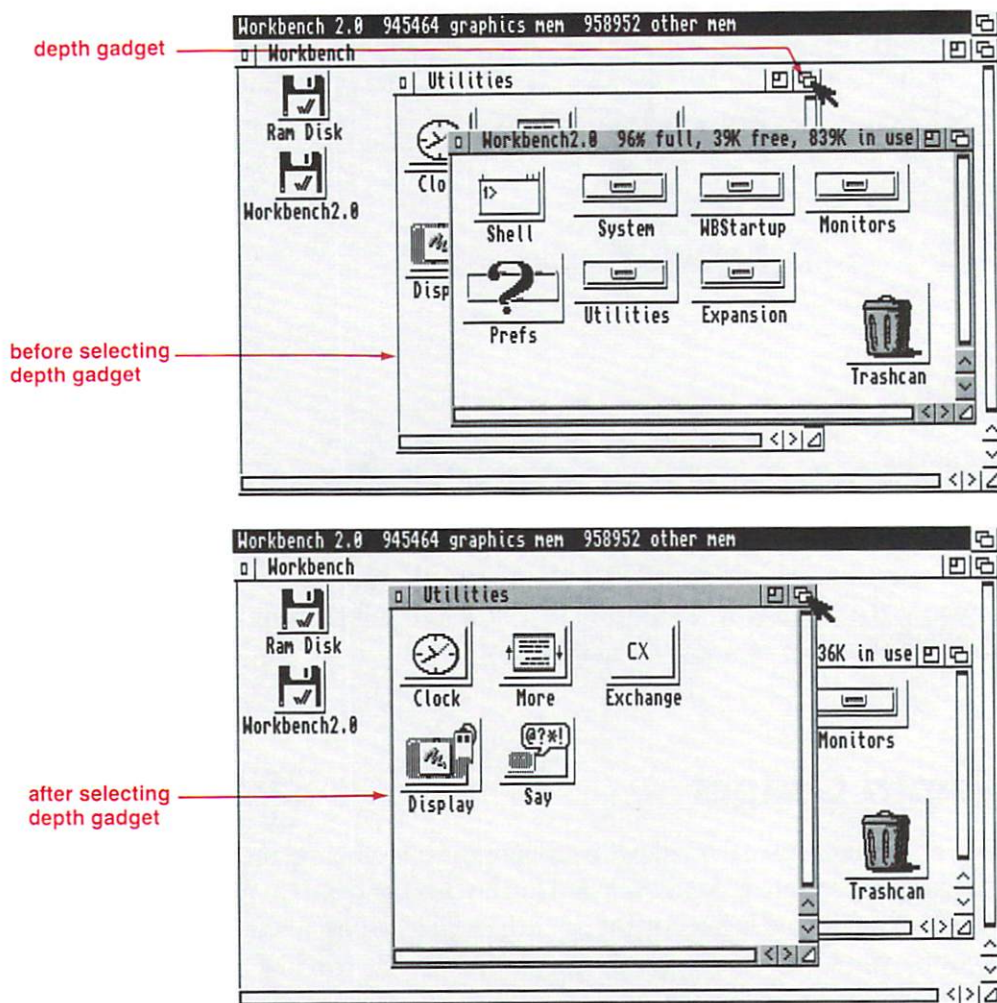 depth gadget
Workbench 2.0 945464 graphics mem 958952 other mem
Workbench
Utilities
Ram Disk
Workbench2.0 96% full, 39K free, 839K in use
Clo
1>
Shell
System
WBStartup
Monitors
Workbench2.0
Disp
Prefs
Utilities
Expansion
before selecting
depth gadget
Trashcan
Workbench 2.0 945464 graphics mem 958952 other mem
Workbench
Utilities
Ram Disk
CX
36K in use
Clock
More
Exchange
Workbench2.0
@?*!
Monitors
Display
Say
after selecting
depth gadget
Trashcan